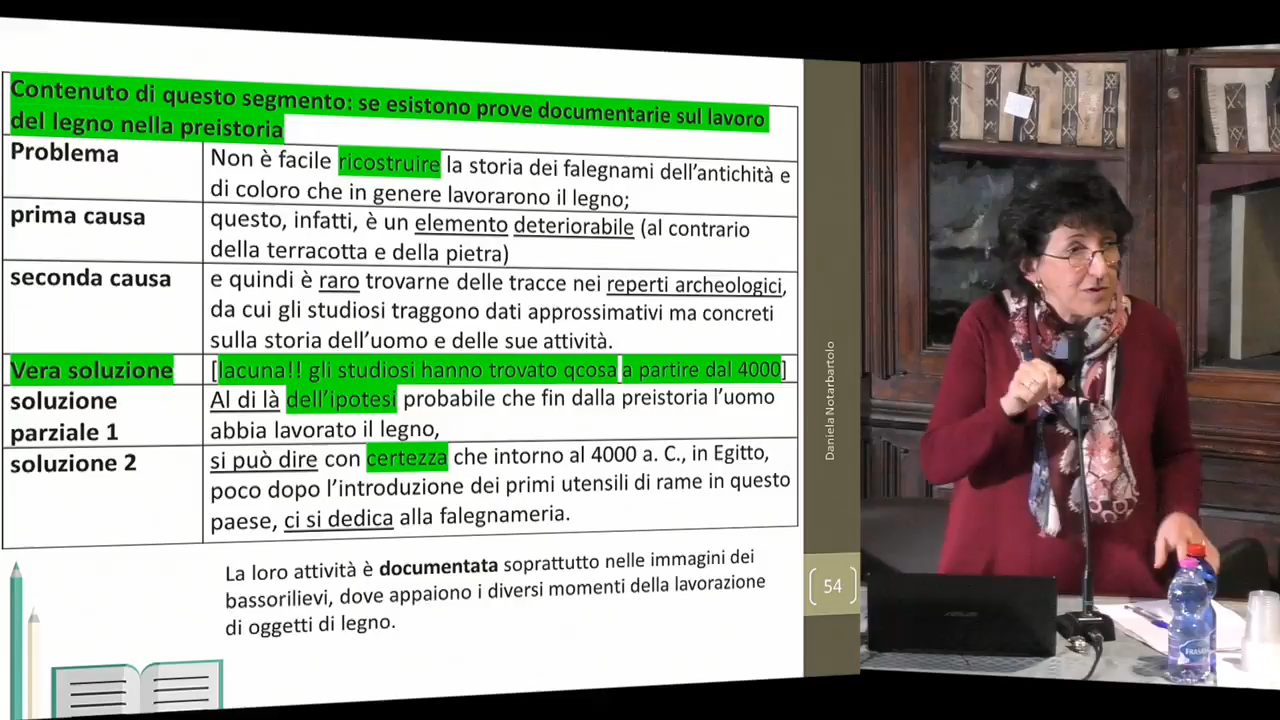 Contenuto di questo segmento: se esistono prove documentarie sul lavoro
del legno nella preistoria
Problema
Non è facile ricostruire la storia dei falegnami dell'antichità e
di coloro che in genere lavorarono il legno;
prima causa
questo, infatti, è un elemento deteriorabile (al contrario
della terracotta e della pietra)
seconda causa
e quindi è raro trovarne delle tracce nei reperti archeologici,
da cui gli studiosi traggono dati approssimativi ma concreti
sulla storia dell'uomo e delle sue attività.
Vera soluzione
[lacuna!! gli studiosi hanno trovato qcosa a partire dal 4000]
soluzione
parziale 1
Al di là dell'ipotesi probabile che fin dalla preistoria l'uomo
abbia lavorato il legno,
soluzione 2
si può dire con certezza che intorno al 4000 a. C., in Egitto,
poco dopo l'introduzione dei primi utensili di rame in questo
paese, ci si dedica alla falegnameria.
La loro attività è documentata soprattutto nelle immagini dei
bassorilievi, dove appaiono i diversi momenti della lavorazione
di oggetti di legno.
Daniela Notarbartolo
54
ASUS